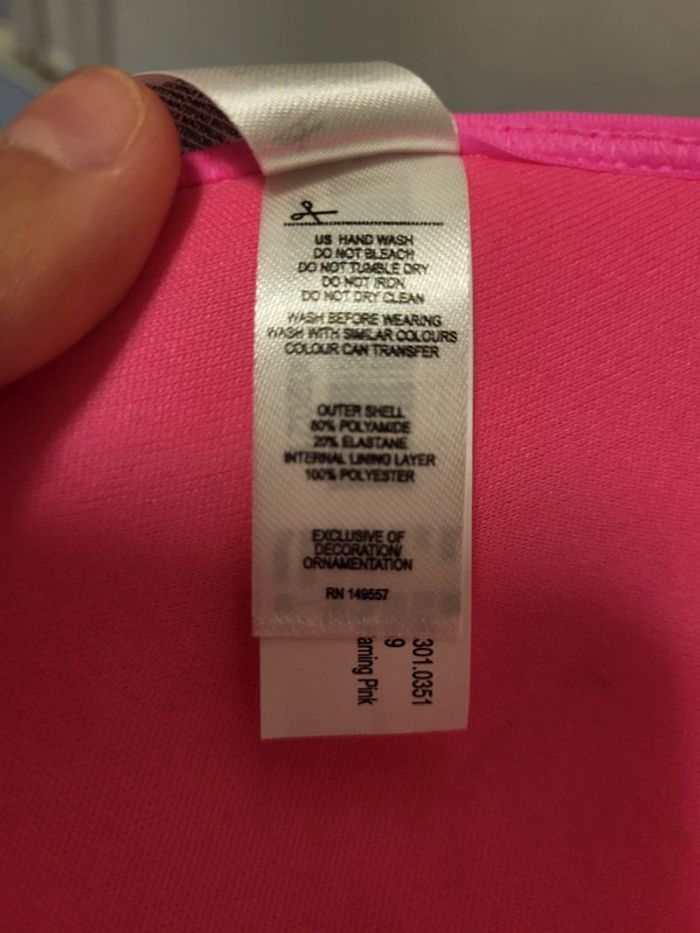 US HAND WASH
DO NOT BLEACH
DO NOT TUMBLE DRY
DO NOT IRON
DO NOT DRY CLEAN
WASH BEFORE WEARING
WASH WITH SIMILAR COLOURS
COLOUR CAN TRANSFER
OUTER SHELL
80% POLYAMIDE
20% ELASTANE
INTERNAL LINING LAYER
100% POLYESTER
EXCLUSIVE OF
DECORATION/
ORNAMENTATION
RN 149557
301.0351
9
aming Pink